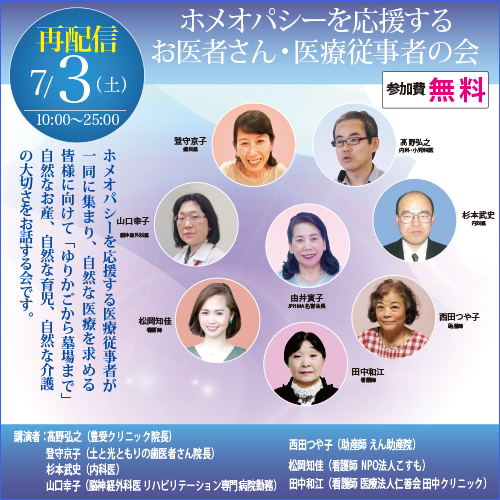 再配信
7/3(土)
10:00~25:00
ホメオパシーを応援する
お医者さん・医療従事者の会
参加費 無料
登守京子
歯科医
髙野弘之
内科・小児科医
山口幸子
脳神経外科医
杉本武史
内科医
由井寅子
JPHMA名誉会長
松岡知佳
看護師
西田つや子
助産師
田中和江
看護師
ホメオパシーを応援する医療従事者が
一同に集まり、自然な医療を求める
皆様に向けて「ゆりかごから墓場まで」
自然なお産、自然な育児、自然な介護
の大切さをお話する会です。
講演者:髙野弘之(豊受クリニック院長)
登守京子(土と光ともりの歯医者さん院長)
杉本武史(内科医)
山口幸子(脳神経外科医 リハビリテーション専門病院勤務)
西田つや子(助産師 えん助産院)
松岡知佳(看護師 NPO法人こすも)
田中和江(看護師 医療法人仁善会 田中クリニック)